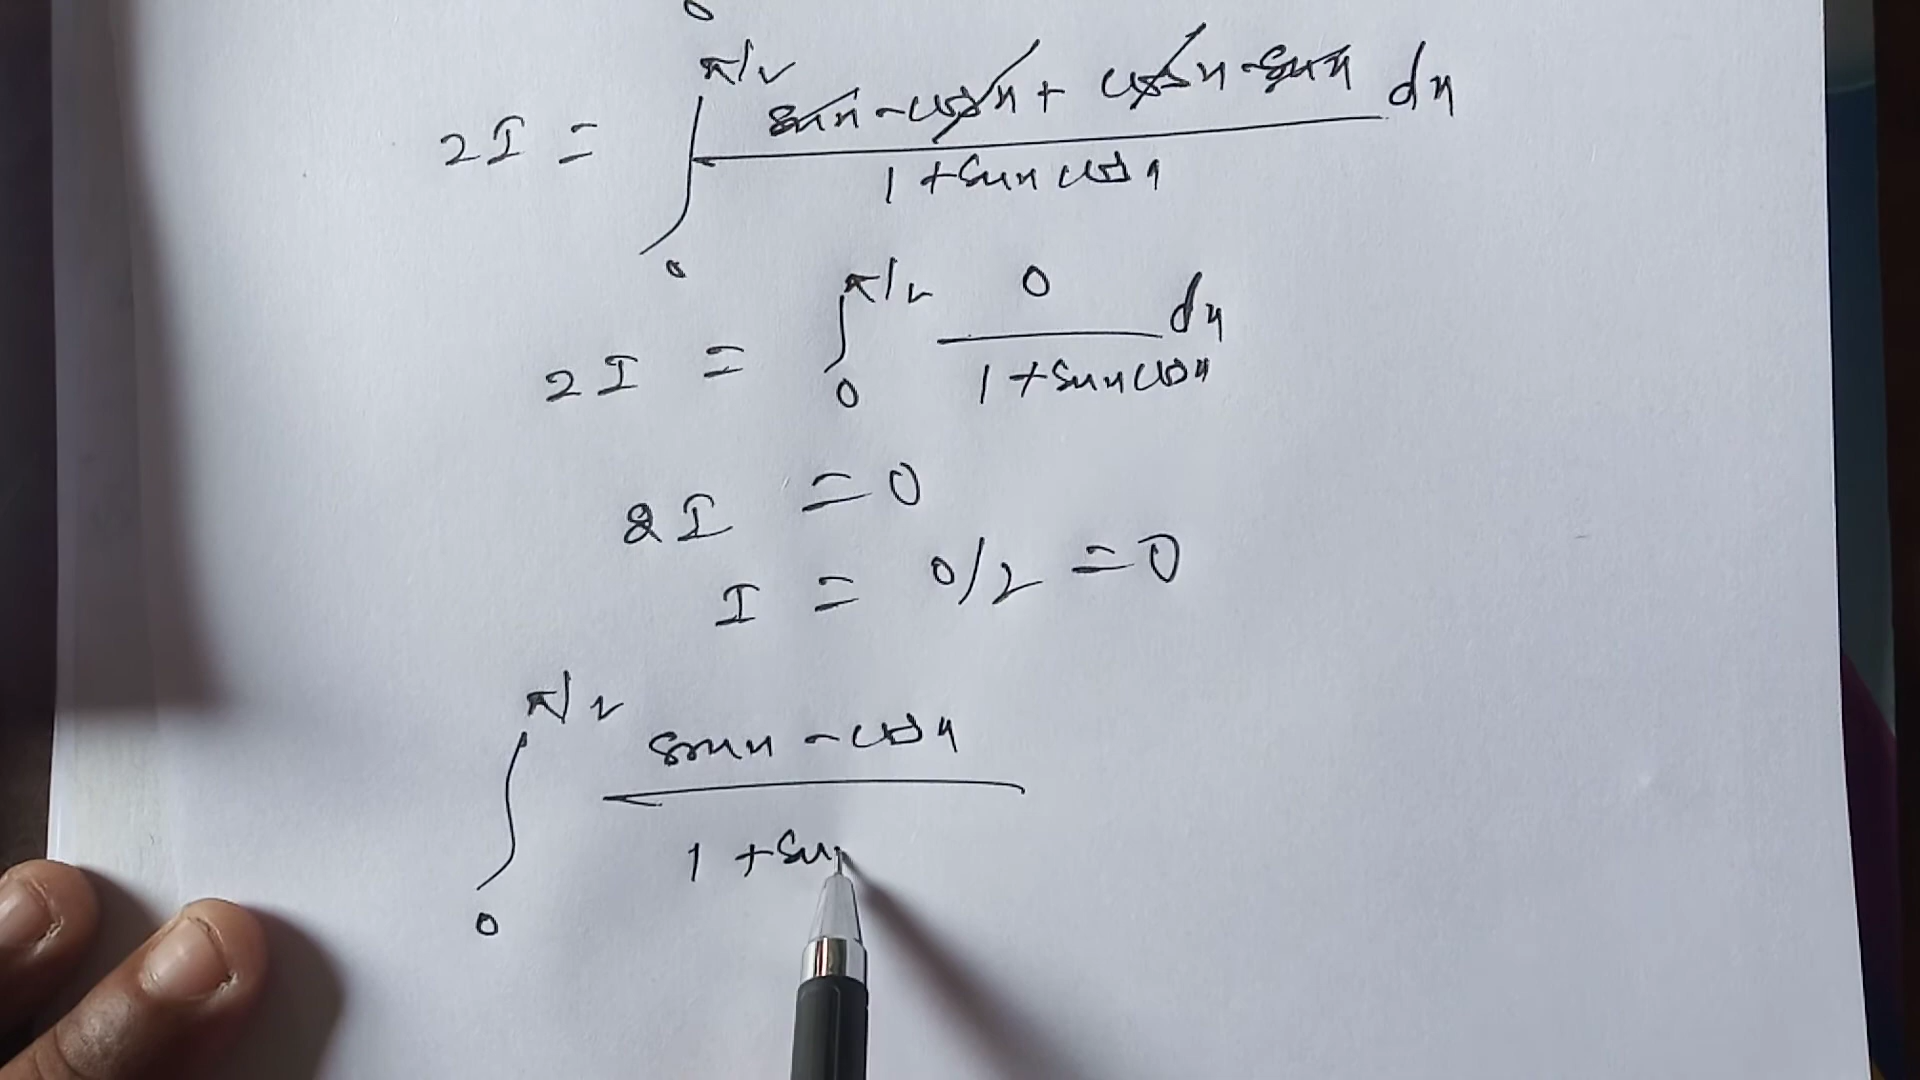 0
2I = ∫₀^{π/2} (sinx - cosx + cosx - sinx)/(1 + sinx cosx) dx
2I = ∫₀^{π/2} 0/(1 + sinx cosx) dx
2I = 0
I = 0/2 = 0
∫₀^{π/2} (sinx - cosx)/(1 + sin